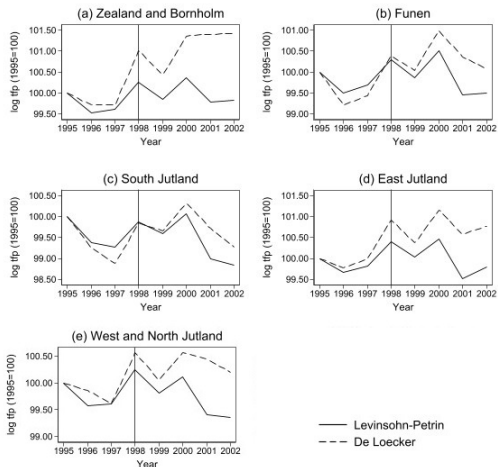 (a) Zealand and Bornholm
log tfp (1995=100)
101.50
101.00
100.50
100.00
99.50
1995 1996 1997 1998 1999 2000 2001 2002
Year
(b) Funen
log tfp (1995=100)
101.00
100.50
100.00
99.50
99.00
1995 1996 1997 1998 1999 2000 2001 2002
Year
(c) South Jutland
log tfp (1995=100)
100.50
100.00
99.50
99.00
98.50
1995 1996 1997 1998 1999 2000 2001 2002
Year
(d) East Jutland
log tfp (1995=100)
101.50
101.00
100.50
100.00
99.50
1995 1996 1997 1998 1999 2000 2001 2002
Year
(e) West and North Jutland
log tfp (1995=100)
100.50
100.00
99.50
99.00
1995 1996 1997 1998 1999 2000 2001 2002
Year
Levinsohn-Petrin
De Loecker